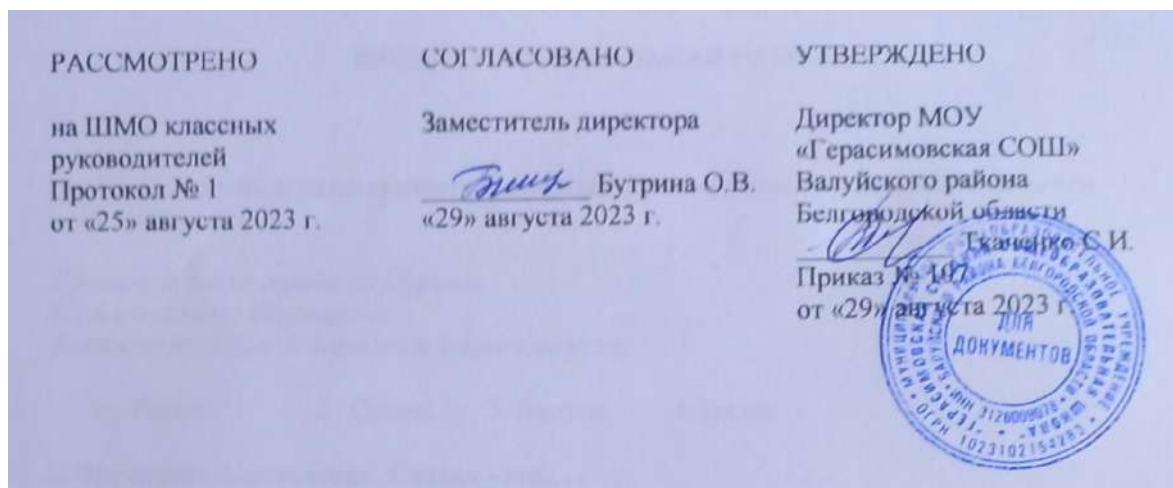 РАССМОТРЕНО
на ШМО классных
руководителей
Протокол № 1
от «25» августа 2023 г.
СОГЛАСОВАНО
Заместитель директора
Бутрина О.В.
«29» августа 2023 г.
УТВЕРЖДЕНО
Директор МОУ
«Герасимовская СОШ»
Валуйского района
Белгородской области
Ткаченко С.И.
Приказ № 107
от «29» августа 2023 г.
ДЛЯ
ДОКУМЕНТОВ